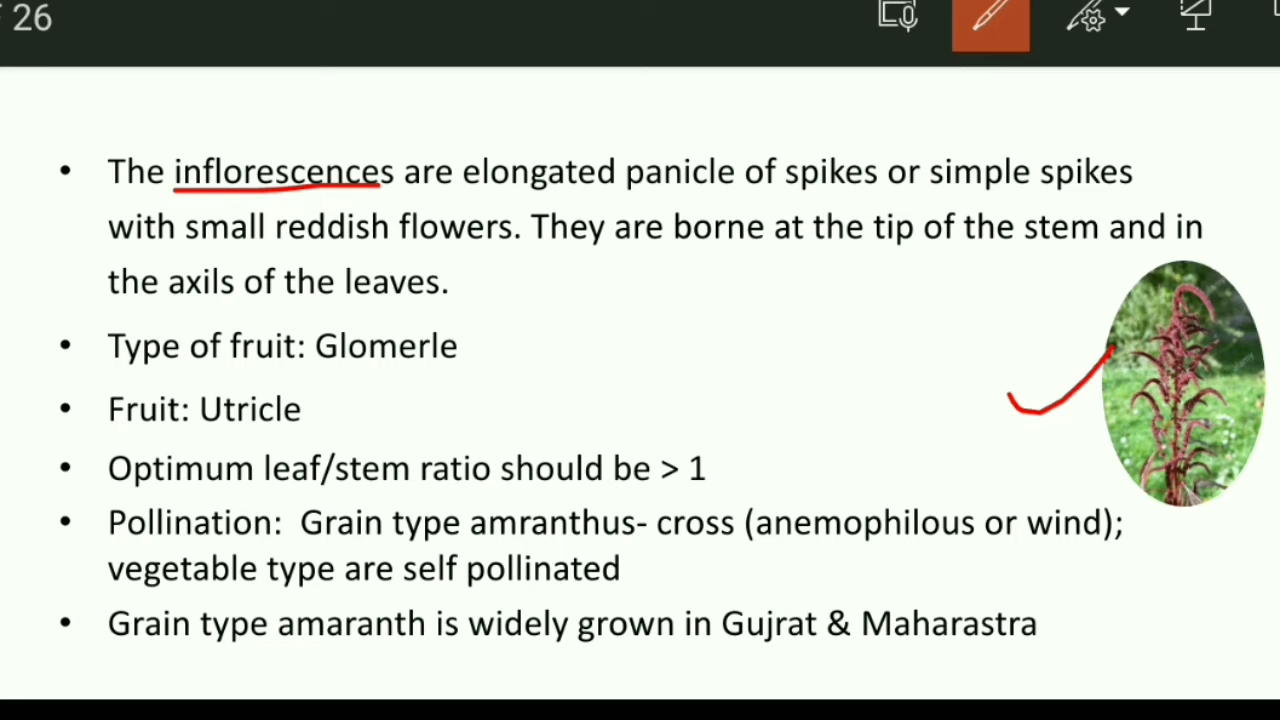 26
• The inflorescences are elongated panicle of spikes or simple spikes
with small reddish flowers. They are borne at the tip of the stem and in
the axils of the leaves.
• Type of fruit: Glomerle
• Fruit: Utricle
• Optimum leaf/stem ratio should be > 1
• Pollination: Grain type amranthus- cross (anemophilous or wind);
vegetable type are self pollinated
• Grain type amaranth is widely grown in Gujrat & Maharastra